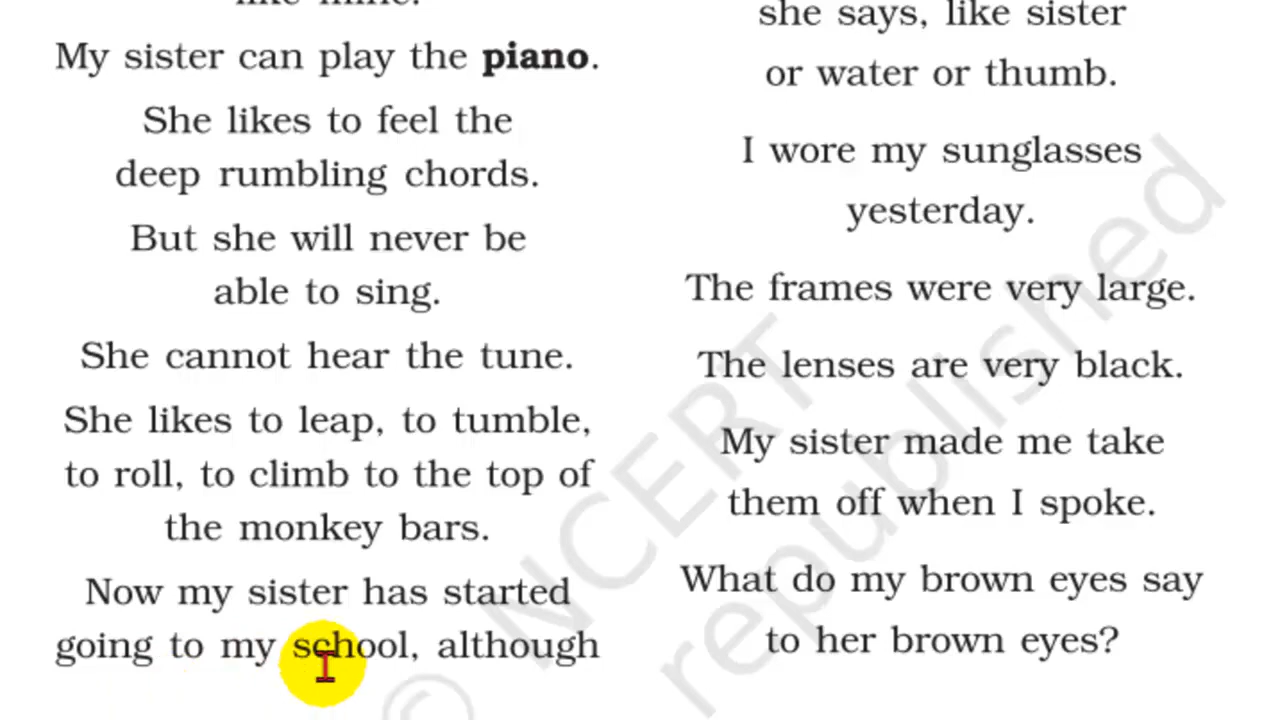 like mine.
My sister can play the piano.
She likes to feel the
deep rumbling chords.
But she will never be
able to sing.
She cannot hear the tune.
She likes to leap, to tumble,
to roll, to climb to the top of
the monkey bars.
Now my sister has started
going to my school, although
she says, like sister
or water or thumb.
I wore my sunglasses
yesterday.
The frames were very large.
The lenses are very black.
My sister made me take
them off when I spoke.
What do my brown eyes say
to her brown eyes?
© NCERT
republished